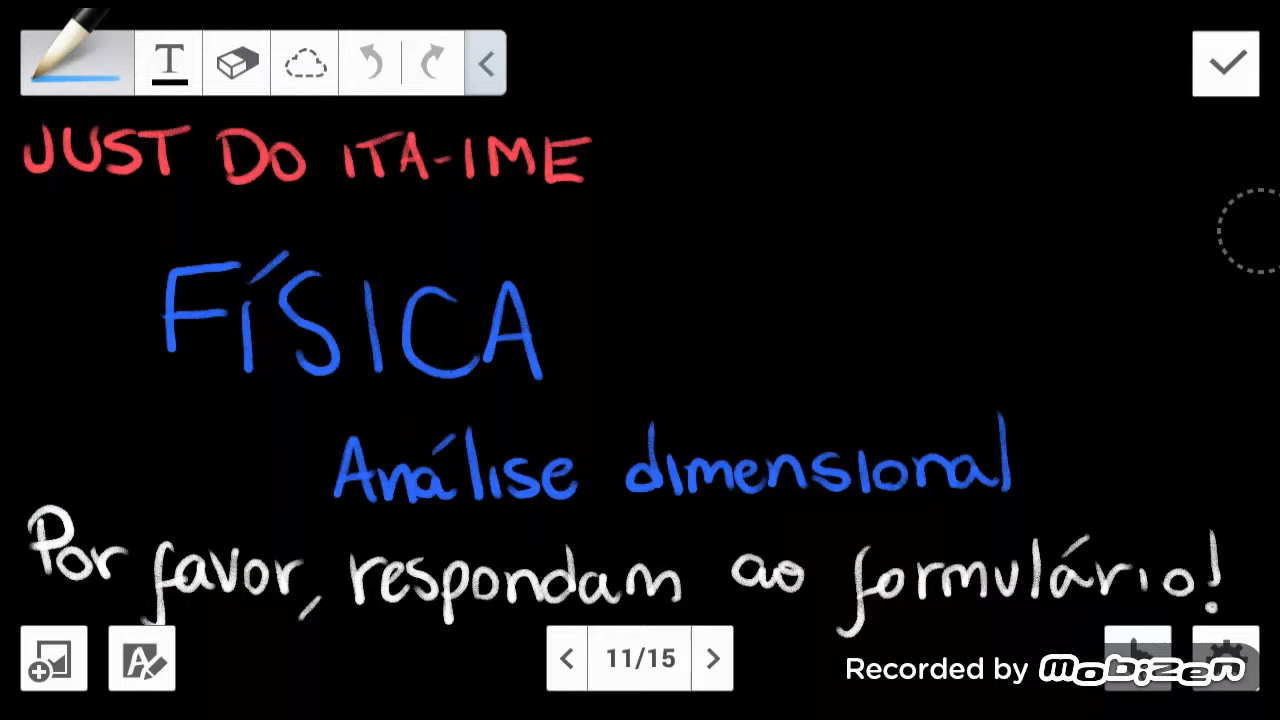 T
JUST DO ITA-IME
FÍSICA
Análise dimensional
Por favor, respondam ao formulário!
A
11/15
Recorded by mobizen